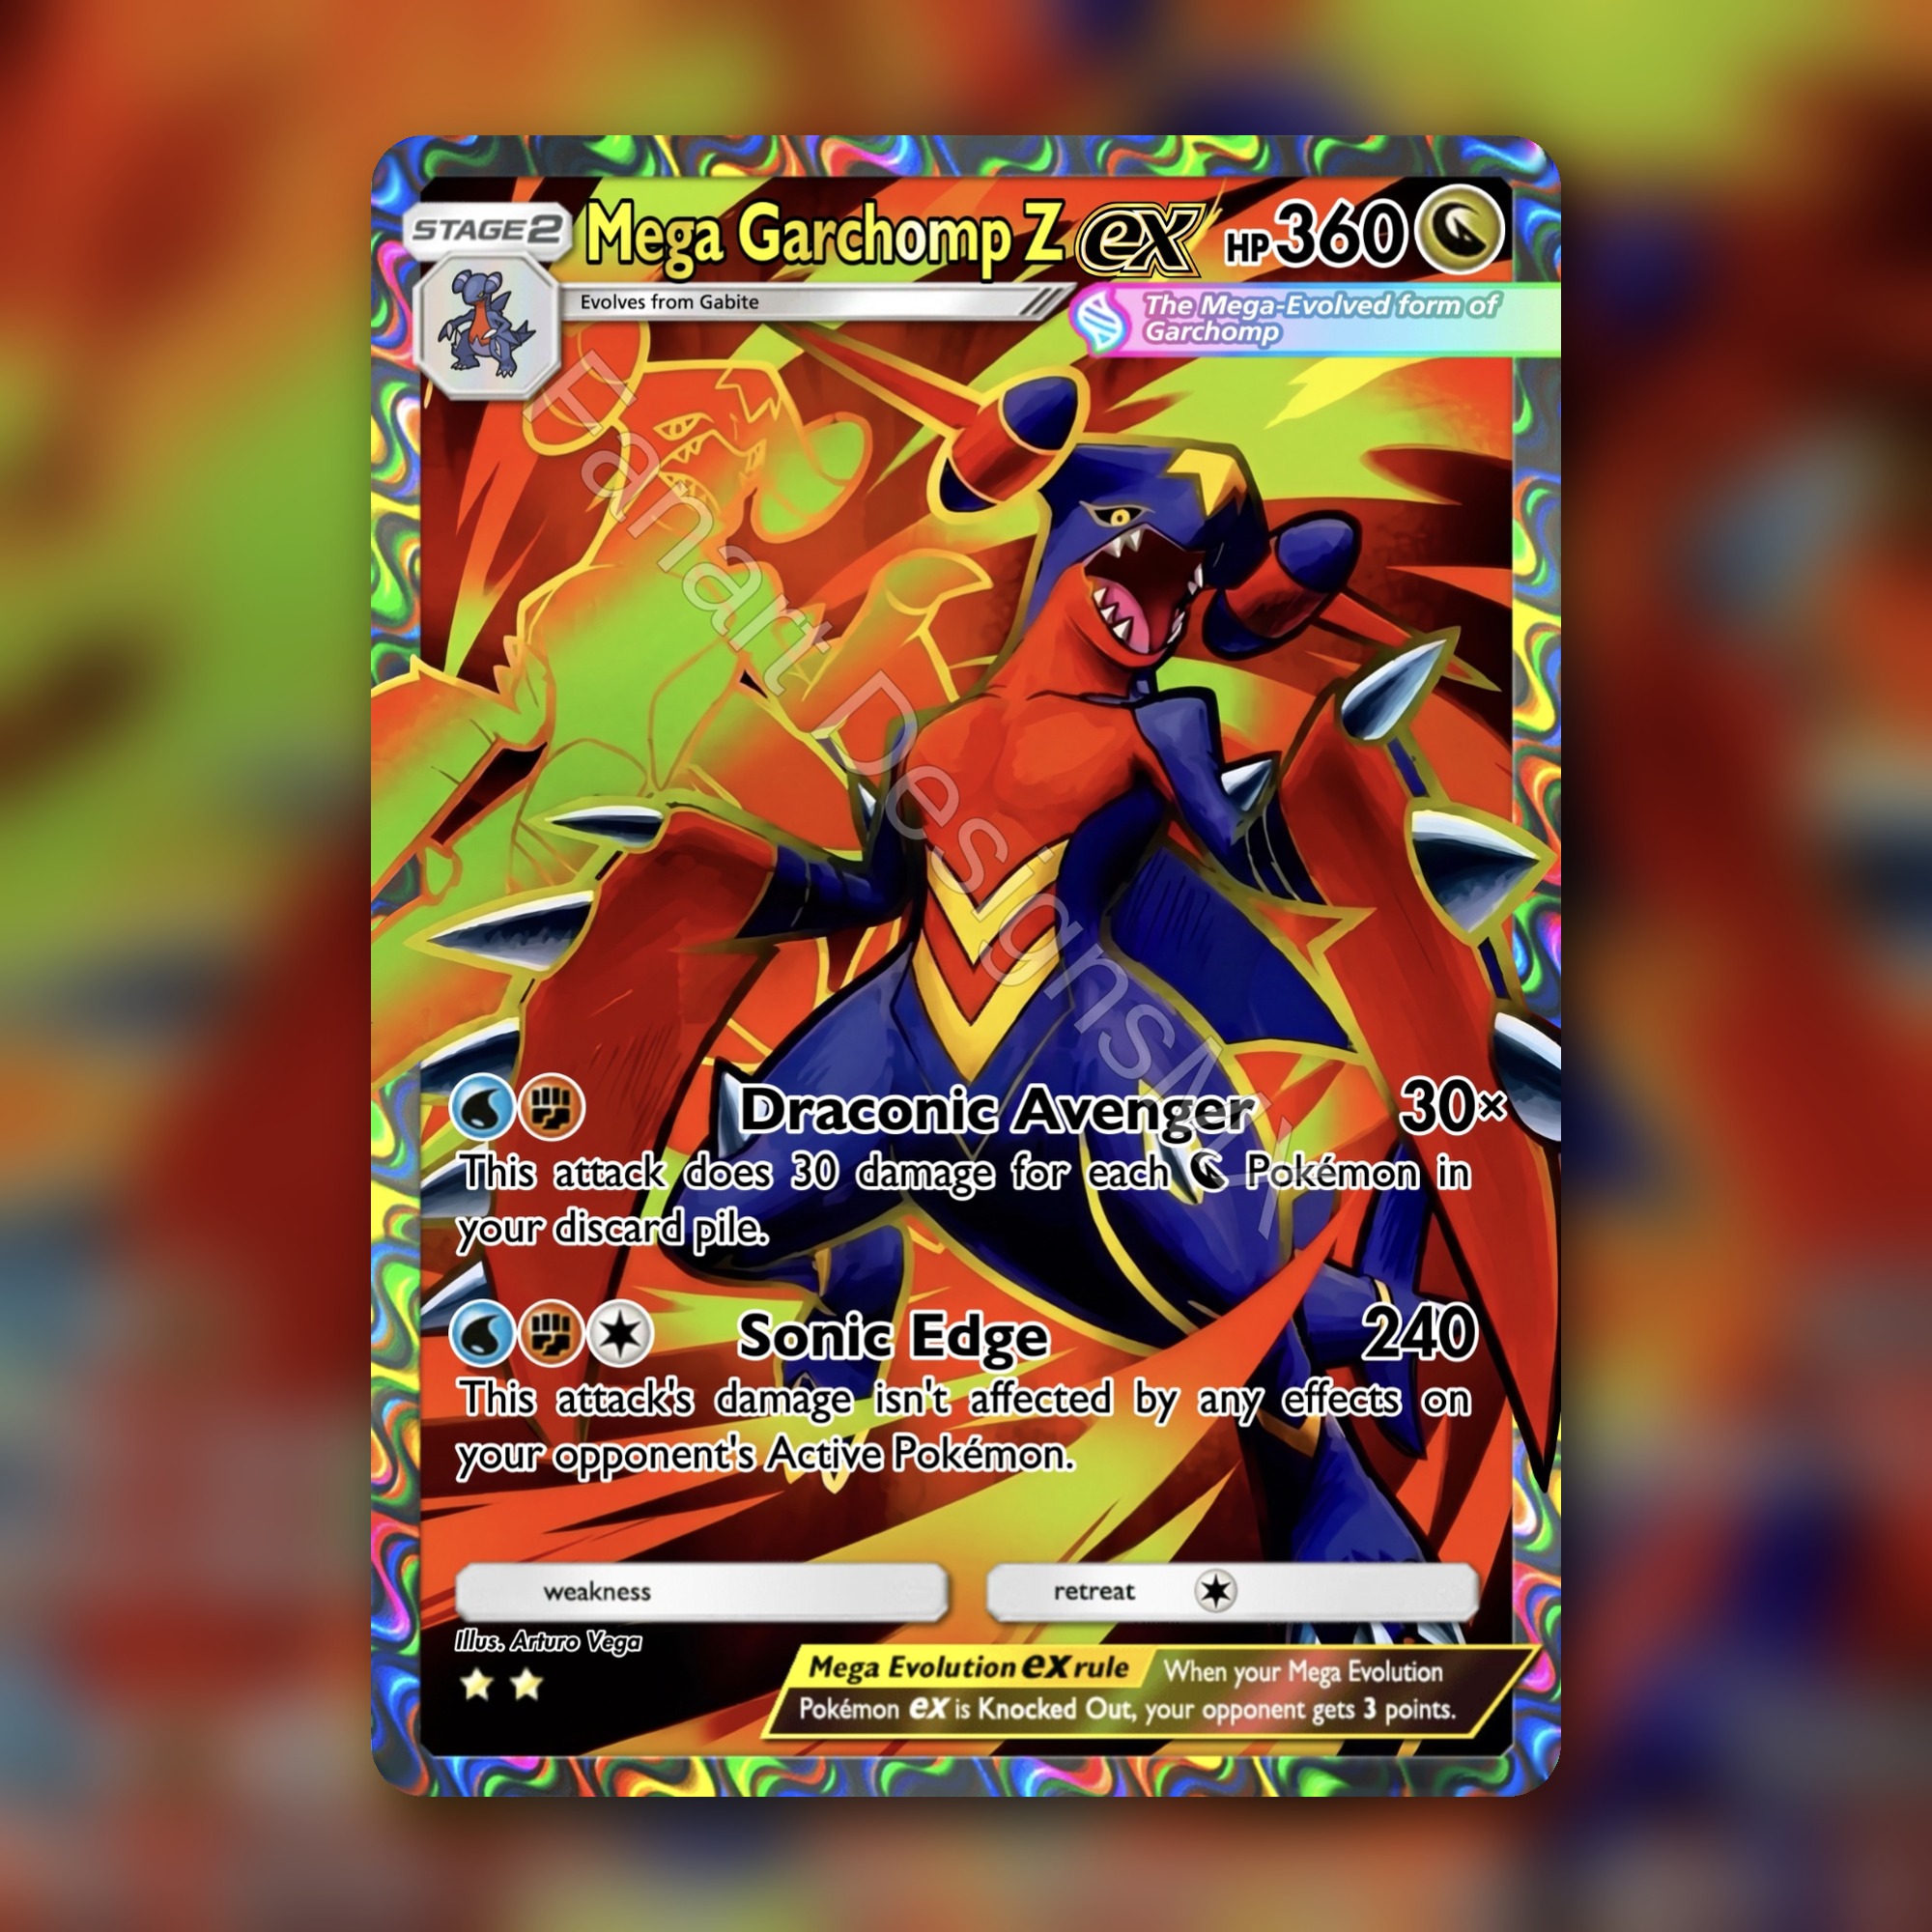 STAGE2
Mega Garchomp Z ex
HP360
Evolves from Gabite
The Mega-Evolved form of
Garchomp
Fanart DesignsMX
Draconic Avenger 30×
This attack does 30 damage for each Pokémon in
your discard pile.
Sonic Edge 240
This attack's damage isn't affected by any effects on
your opponent's Active Pokémon.
weakness
retreat
Illus. Arturo Vega
Mega Evolution ex rule When your Mega Evolution
Pokémon ex is Knocked Out, your opponent gets 3 points.